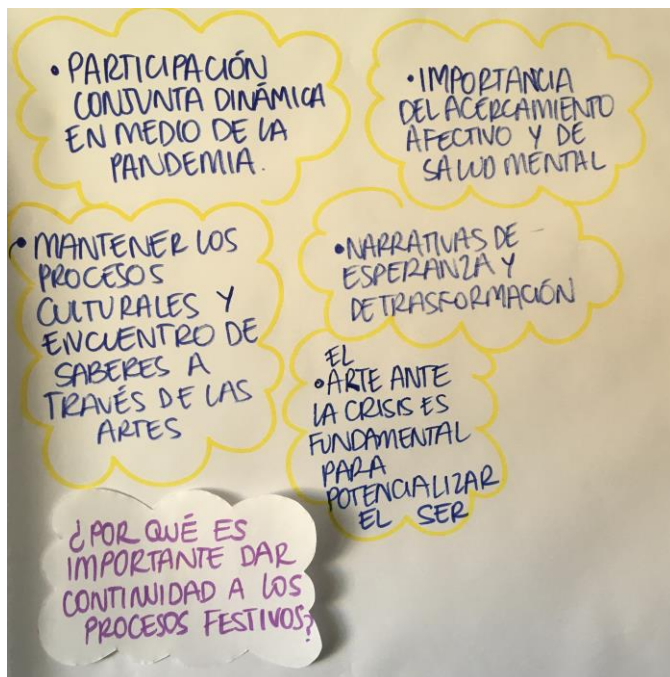 • PARTICIPACIÓN
CONJUNTA DINÁMICA
EN MEDIO DE LA
PANDEMIA.
• IMPORTANCIA
DEL ACERCAMIENTO
AFECTIVO Y DE
SALUD MENTAL
• MANTENER LOS
PROCESOS
CULTURALES Y
ENCUENTRO DE
SABERES A
TRAVÉS DE LAS
ARTES
• NARRATIVAS DE
ESPERANZA Y
DE TRASFORMACIÓN
EL
• ARTE ANTE
LA CRISIS ES
FUNDAMENTAL
PARA
POTENCIALIZAR
EL SER
¿POR QUÉ ES
IMPORTANTE DAR
CONTINUIDAD A LOS
PROCESOS FESTIVOS?